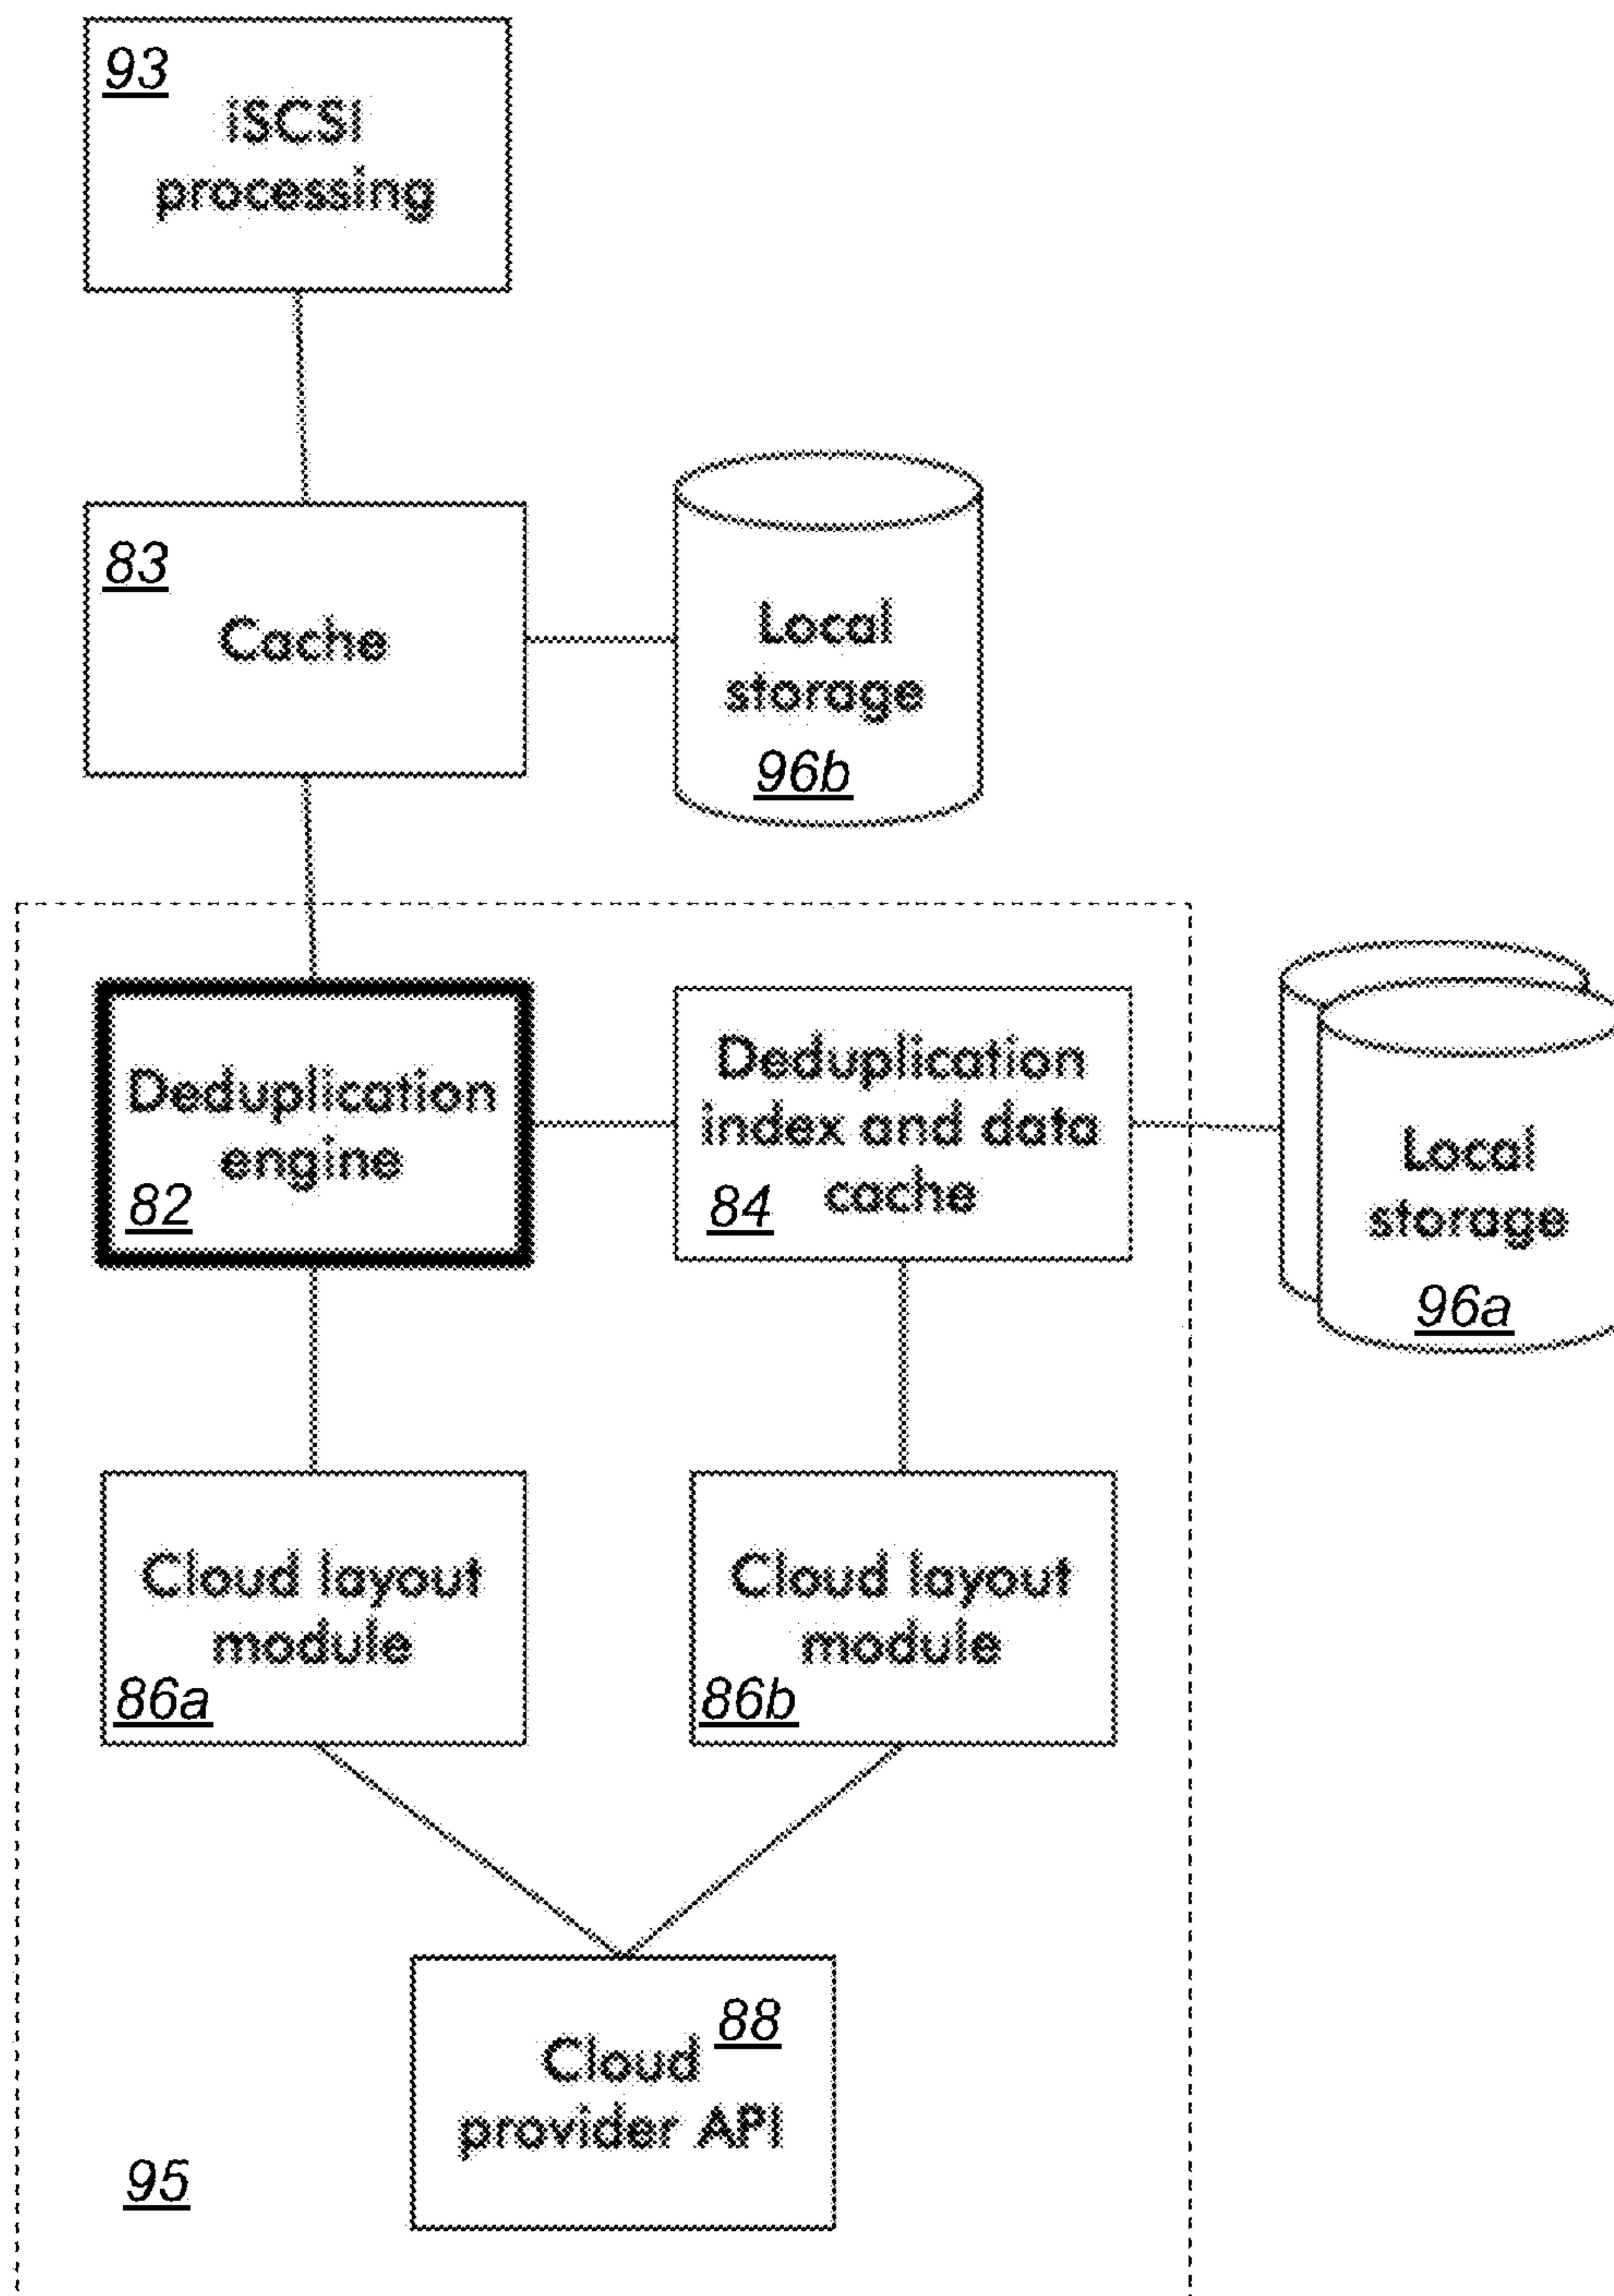 93
iSCSI
processing
83
Cache
Local
storage
96b
Deduplication
engine
82
Deduplication
index and data
cache
84
Local
storage
96a
Cloud layout
module
86a
Cloud layout
module
86b
88
Cloud
provider API
95